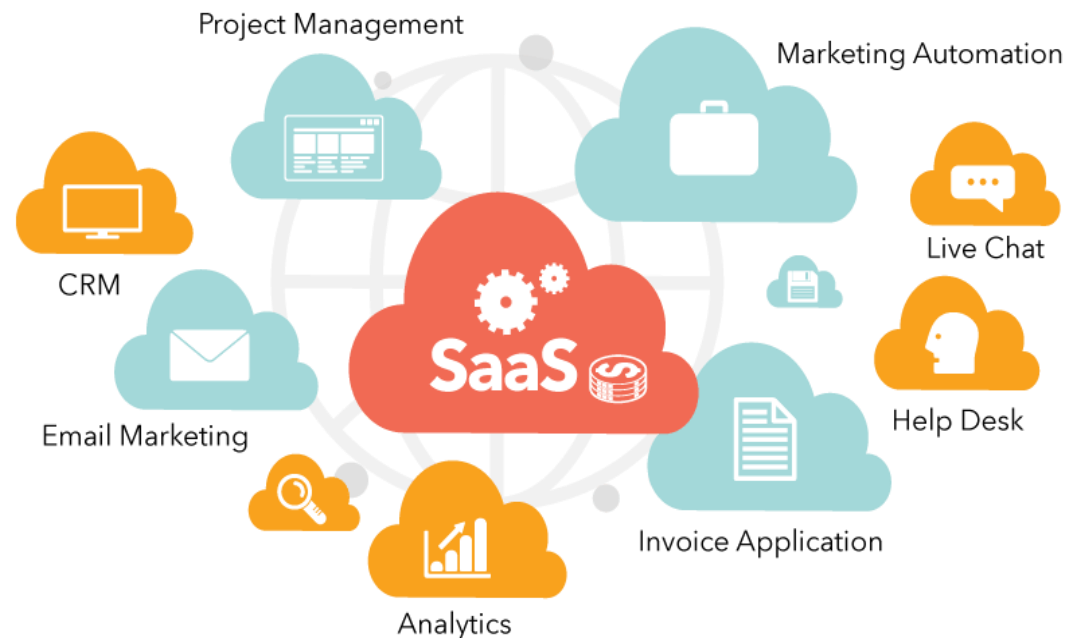 Project Management
Marketing Automation
CRM
Live Chat
SaaS
Email Marketing
Help Desk
Invoice Application
Analytics